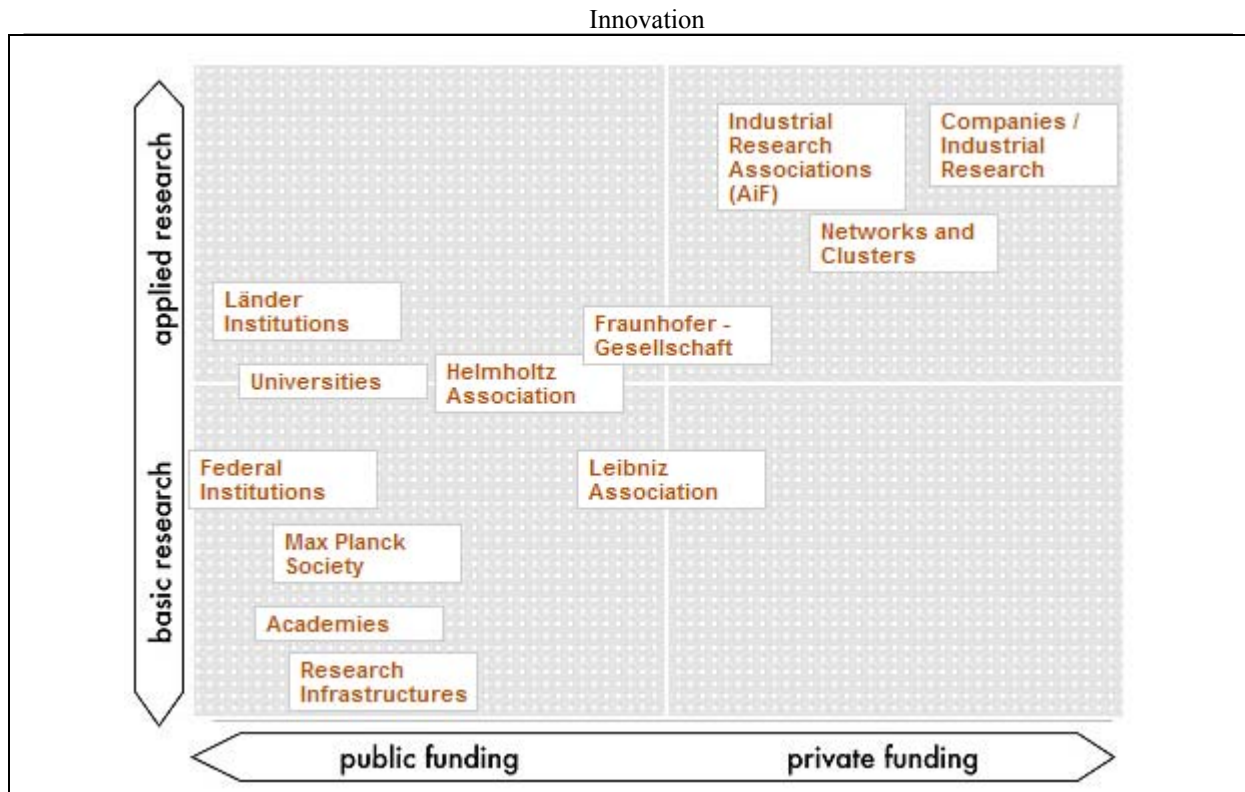 Innovation
applied research
basic research
Industrial
Research
Associations
(AiF)
Companies /
Industrial
Research
Networks and
Clusters
Länder
Institutions
Fraunhofer -
Gesellschaft
Universities
Helmholtz
Association
Federal
Institutions
Leibniz
Association
Max Planck
Society
Academies
Research
Infrastructures
public funding
private funding